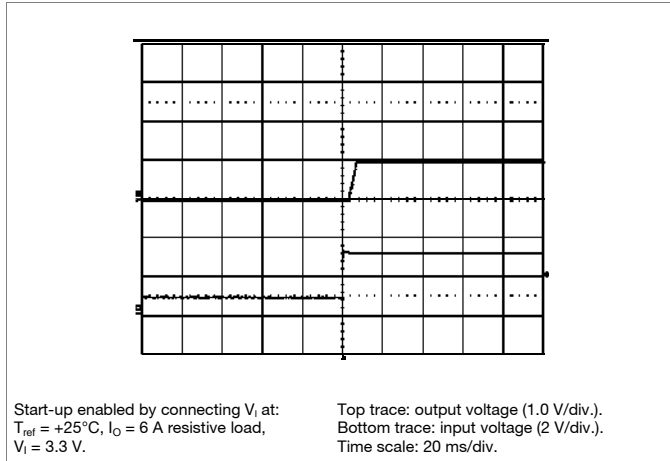 Start-up enabled by connecting VI at:
Tref = +25°C, IO = 6 A resistive load,
VI = 3.3 V.
Top trace: output voltage (1.0 V/div.).
Bottom trace: input voltage (2 V/div.).
Time scale: 20 ms/div.